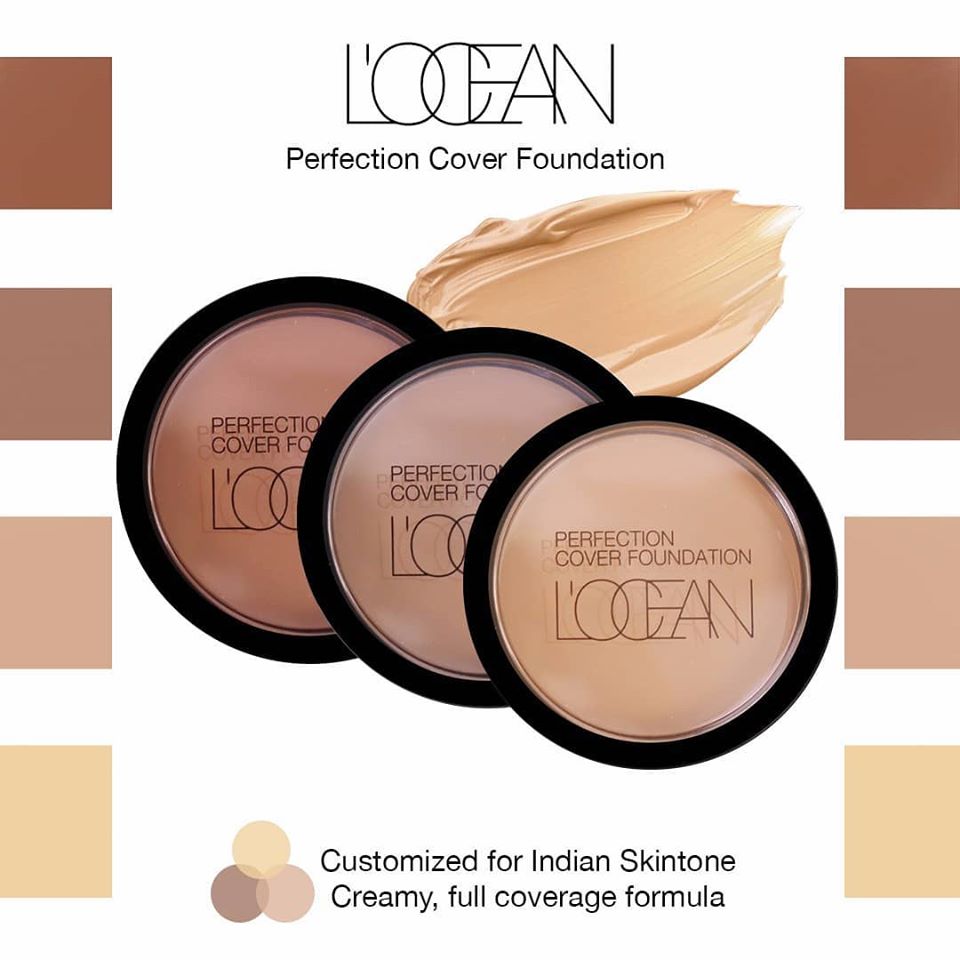 L'OCEAN
Perfection Cover Foundation
PERFECTION
COVER FO
L'OC
PERFECTION
COVER FO
L'OC
PERFECTION
COVER FOUNDATION
L'OCEAN
Customized for Indian Skintone
Creamy, full coverage formula